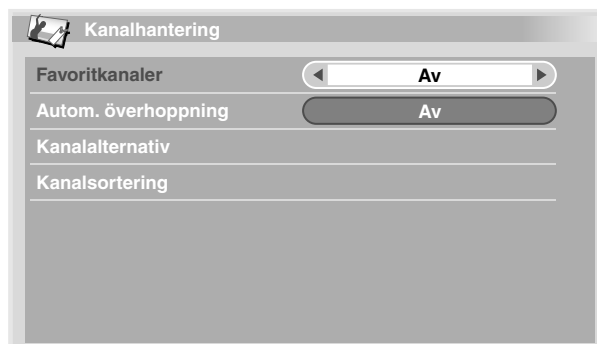 Kanalhantering
Favoritkanaler Av
Autom. överhoppning Av
Kanalalternativ
Kanalsortering